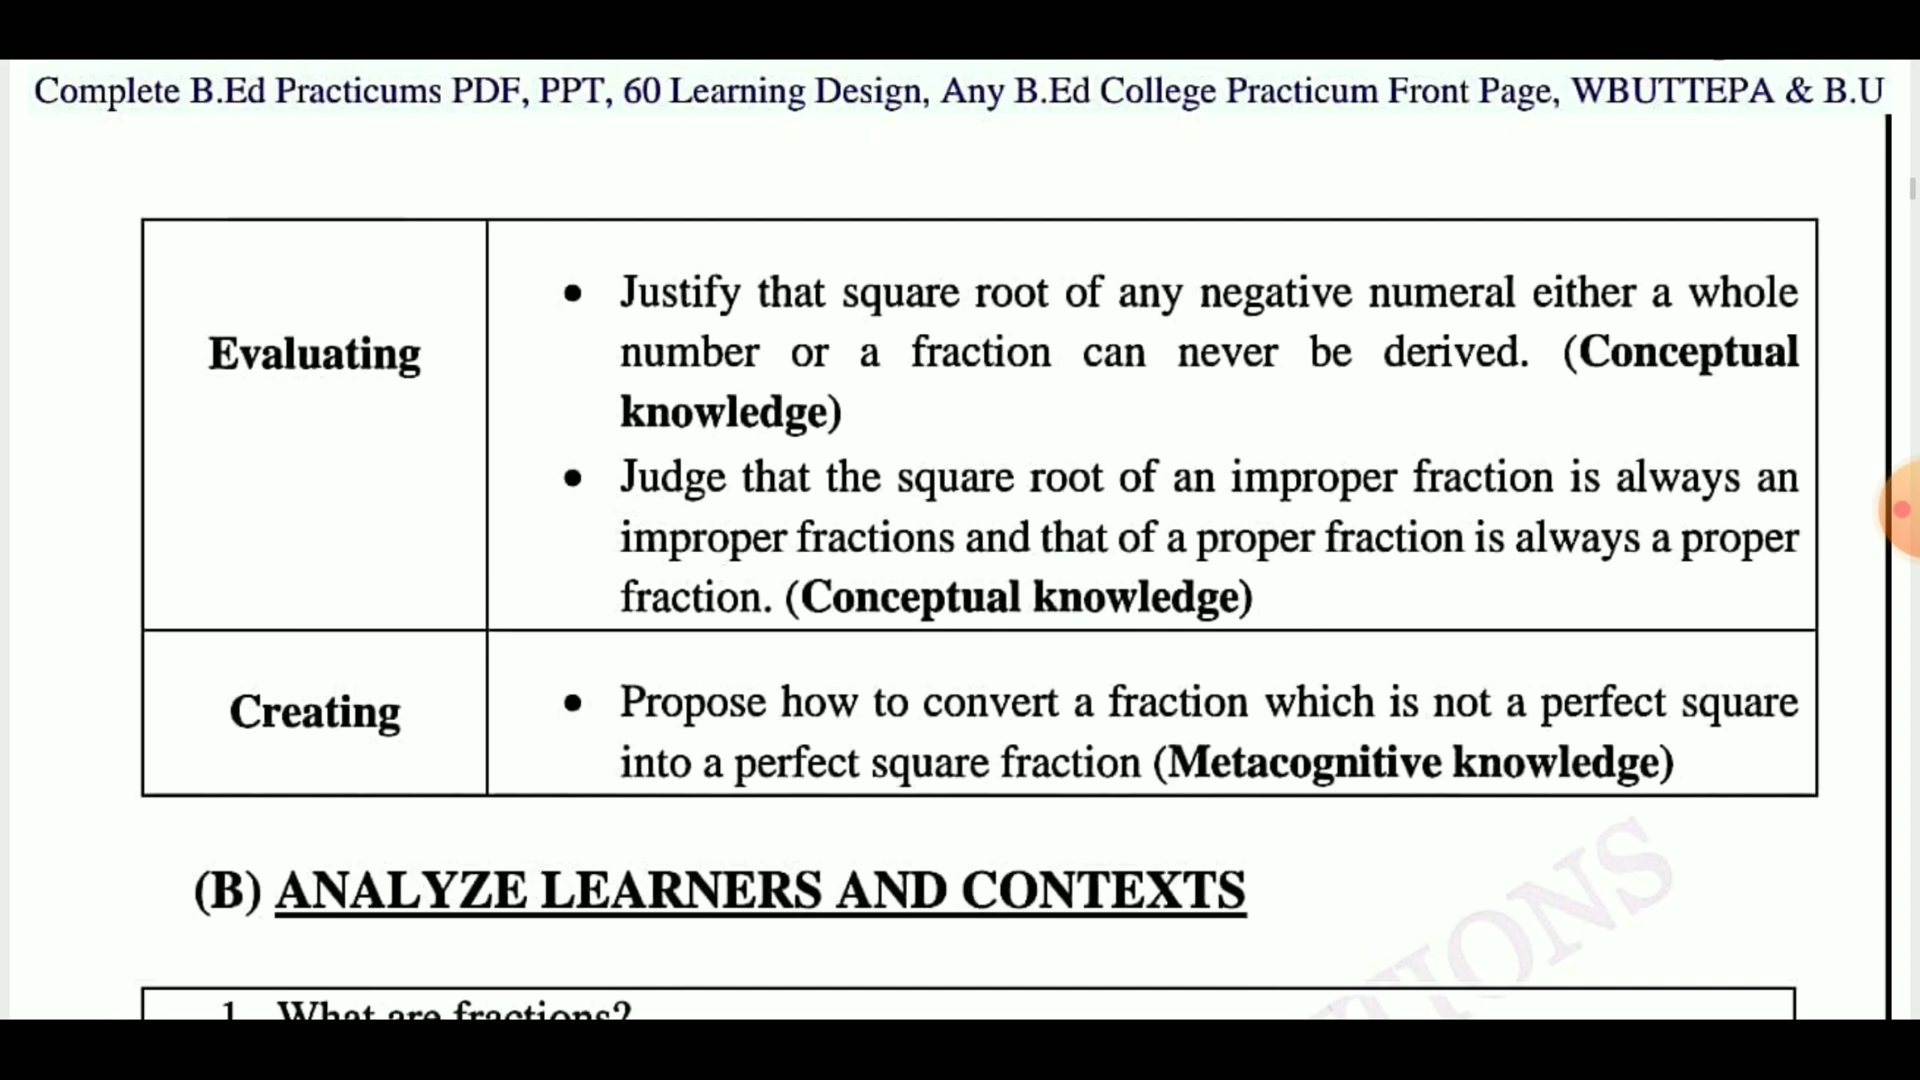 Complete B.Ed Practicums PDF, PPT, 60 Learning Design, Any B.Ed College Practicum Front Page, WBUTTEPA & B.U
Evaluating
• Justify that square root of any negative numeral either a whole
number or a fraction can never be derived. (Conceptual
knowledge)
• Judge that the square root of an improper fraction is always an
improper fractions and that of a proper fraction is always a proper
fraction. (Conceptual knowledge)
Creating
• Propose how to convert a fraction which is not a perfect square
into a perfect square fraction (Metacognitive knowledge)
(B) ANALYZE LEARNERS AND CONTEXTS
1. What are fractions?